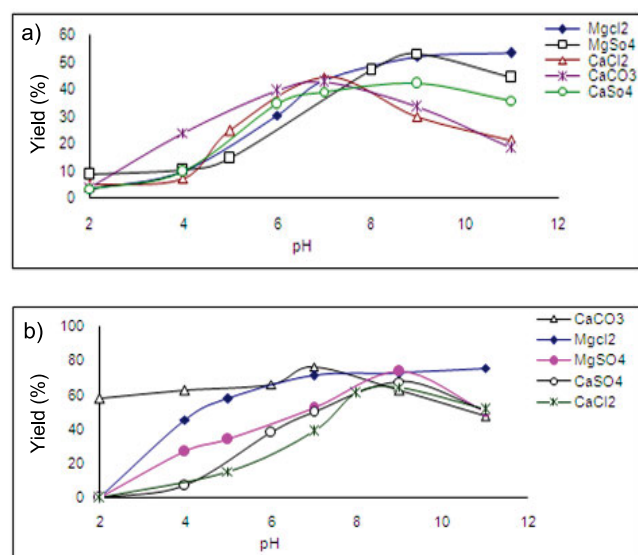 a)
Yield (%)
60
50
40
30
20
10
0
2 4 6 8 10 12
pH
Mgcl2
MgSo4
CaCl2
CaCO3
CaSo4
b)
Yield (%)
100
80
60
40
20
0
2 4 6 8 10 12
pH
CaCO3
Mgcl2
MgSO4
CaSO4
CaCl2